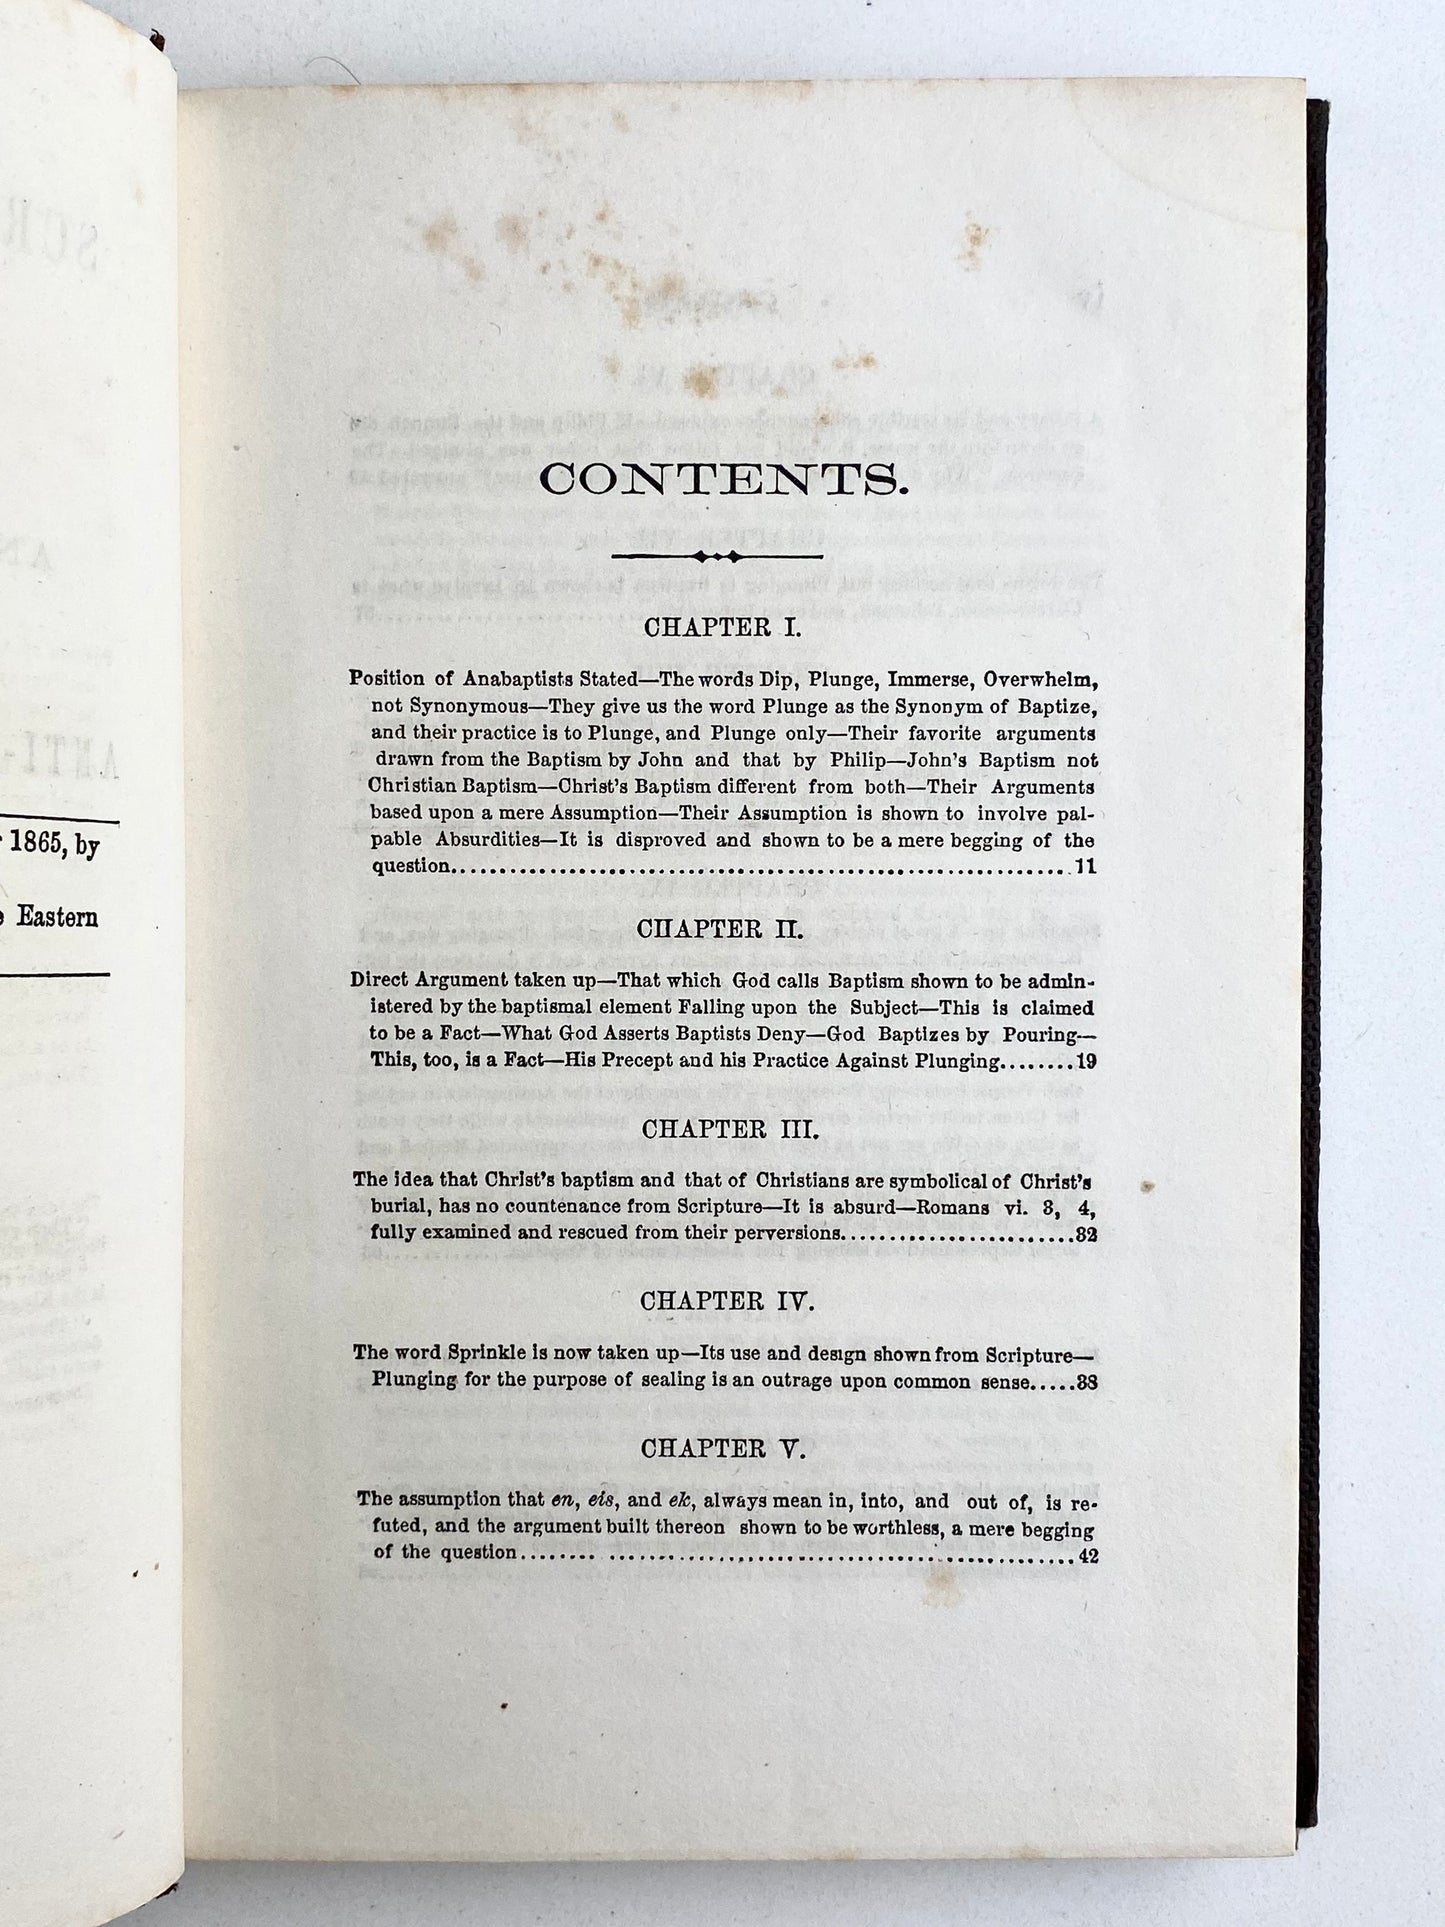 1865, by
Eastern
CONTENTS.
CHAPTER I.
Position of Anabaptists Stated—The words Dip, Plunge, Immerse, Overwhelm,
not Synonymous—They give us the word Plunge as the Synonym of Baptize,
and their practice is to Plunge, and Plunge only—Their favorite arguments
drawn from the Baptism by John and that by Philip—John's Baptism not
Christian Baptism—Christ's Baptism different from both—Their Arguments
based upon a mere Assumption—Their Assumption is shown to involve pal-
pable Absurdities—It is disproved and shown to be a mere begging of the
question........................................................11
CHAPTER II.
Direct Argument taken up—That which God calls Baptism shown to be admin-
istered by the baptismal element Falling upon the Subject—This is claimed
to be a Fact—What God Asserts Baptists Deny—God Baptizes by Pouring—
This, too, is a Fact—His Precept and his Practice Against Plunging........19
CHAPTER III.
The idea that Christ's baptism and that of Christians are symbolical of Christ's
burial, has no countenance from Scripture—It is absurd—Romans vi. 3, 4,
fully examined and rescued from their perversions........................32
CHAPTER IV.
The word Sprinkle is now taken up—Its use and design shown from Scripture—
Plunging for the purpose of sealing is an outrage upon common sense.....38
CHAPTER V.
The assumption that en, eis, and ek, always mean in, into, and out of, is re-
futed, and the argument built thereon shown to be worthless, a mere begging
of the question........ ............................................42